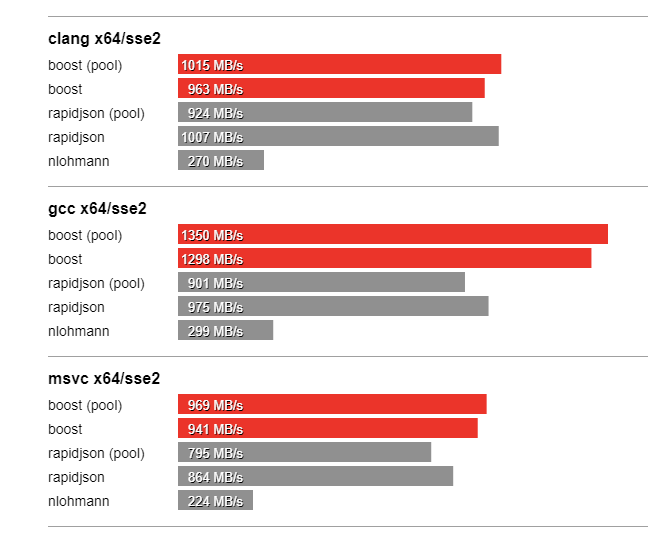 clang x64/sse2
boost (pool) 1015 MB/s
boost 963 MB/s
rapidjson (pool) 924 MB/s
rapidjson 1007 MB/s
nlohmann 270 MB/s
gcc x64/sse2
boost (pool) 1350 MB/s
boost 1298 MB/s
rapidjson (pool) 901 MB/s
rapidjson 975 MB/s
nlohmann 299 MB/s
msvc x64/sse2
boost (pool) 969 MB/s
boost 941 MB/s
rapidjson (pool) 795 MB/s
rapidjson 864 MB/s
nlohmann 224 MB/s